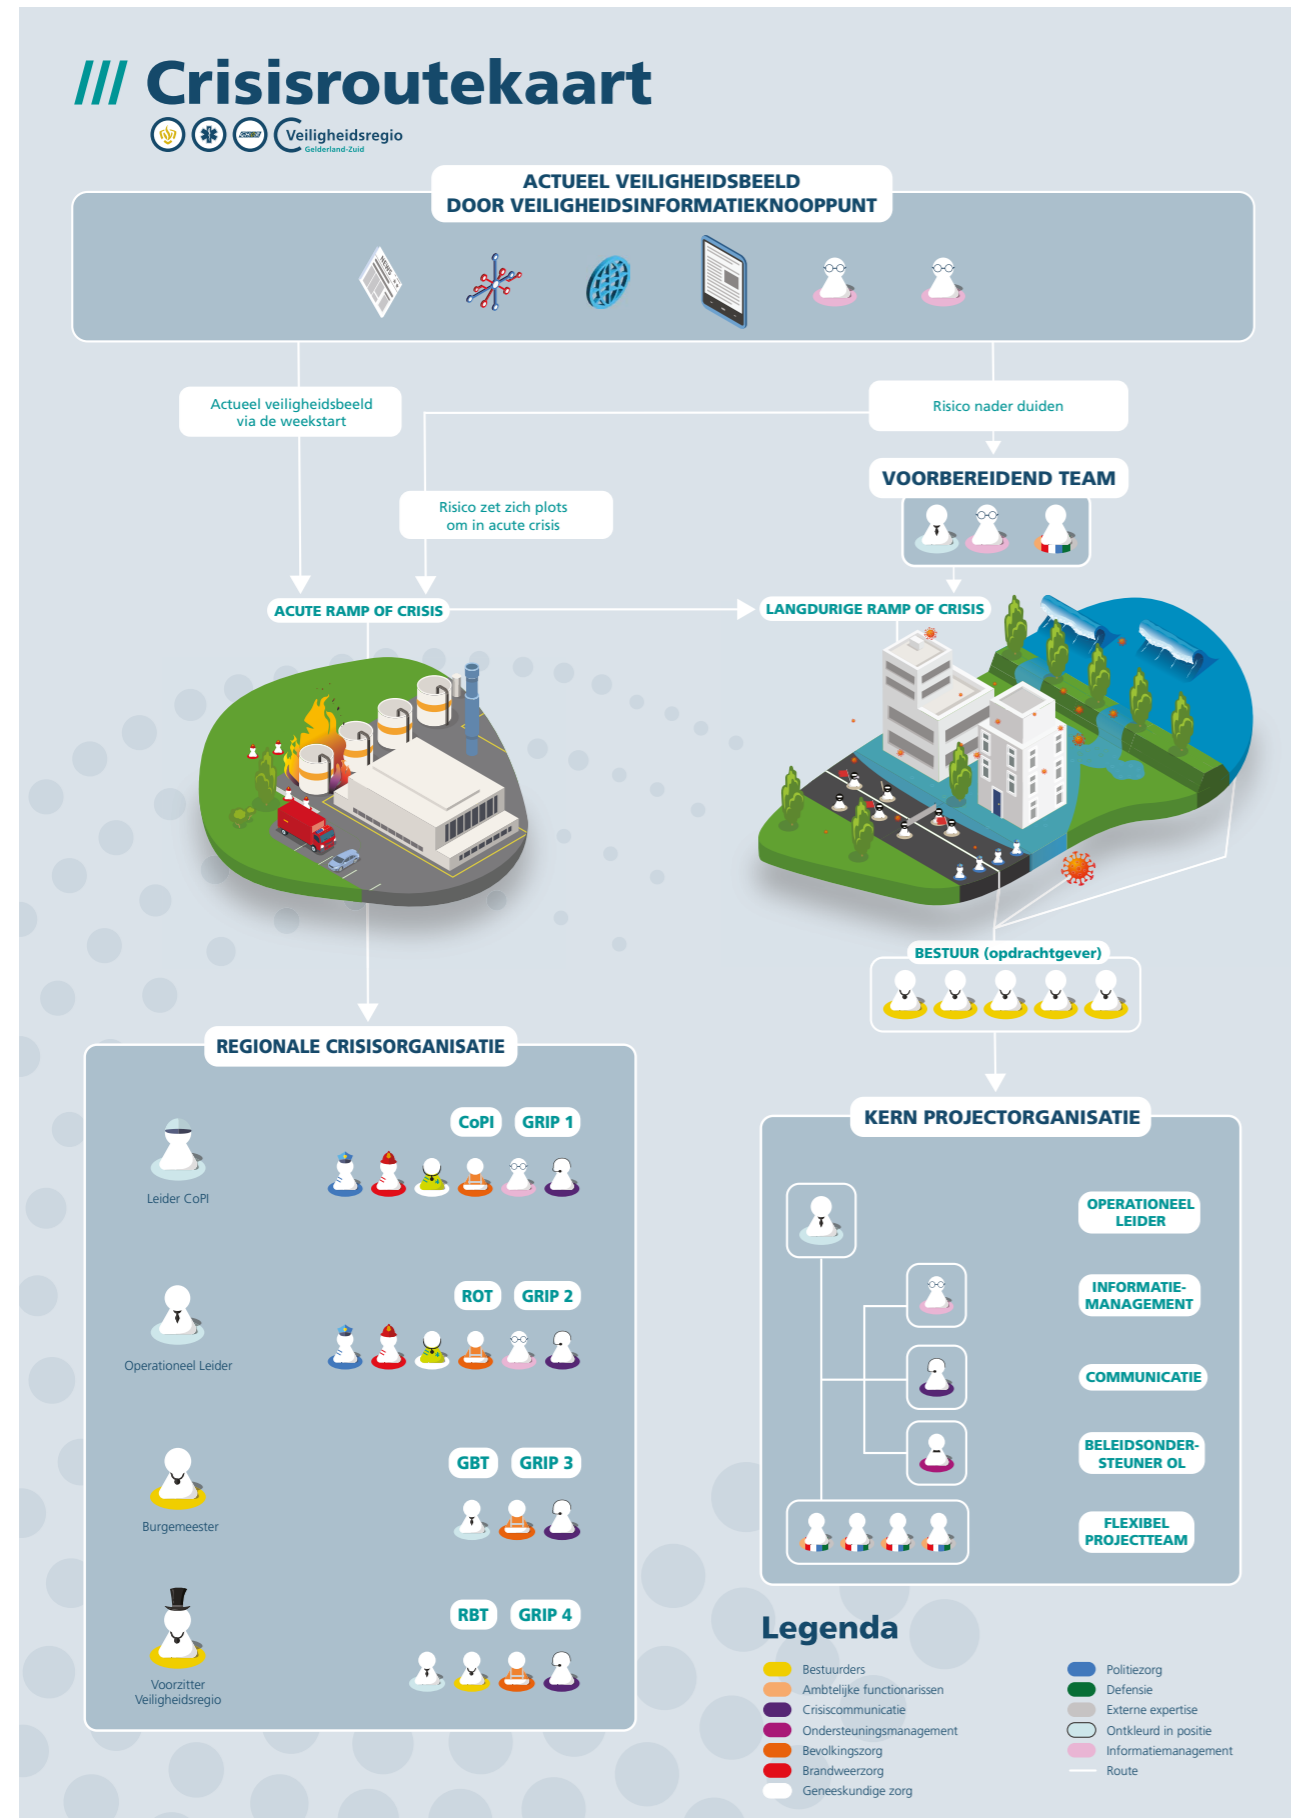 /// Crisisroutekaart
Veiligheidsregio
Gelderland-Zuid
ACTUEEL VEILIGHEIDSBEELD
DOOR VEILIGHEIDSINFORMATIEKNOOPPUNT
NEWS
Actueel veiligheidsbeeld
via de weekstart
Risico nader duiden
VOORBEREIDEND TEAM
Risico zet zich plots
om in acute crisis
ACUTE RAMP OF CRISIS
LANGDURIGE RAMP OF CRISIS
BESTUUR (opdrachtgever)
REGIONALE CRISISORGANISATIE
CoPI
GRIP 1
Leider CoPI
ROT
GRIP 2
Operationeel Leider
GBT
GRIP 3
Burgemeester
RBT
GRIP 4
Voorzitter
Veiligheidsregio
KERN PROJECTORGANISATIE
OPERATIONEEL
LEIDER
INFORMATIE-
MANAGEMENT
COMMUNICATIE
BELEIDSONDER-
STEUNER OL
FLEXIBEL
PROJECTTEAM
Legenda
Bestuurders
Ambtelijke functionarissen
Crisiscommunicatie
Ondersteuningsmanagement
Bevolkingszorg
Brandweerzorg
Geneeskundige zorg
Politiezorg
Defensie
Externe expertise
Ontkleurd in positie
Informatiemanagement
Route